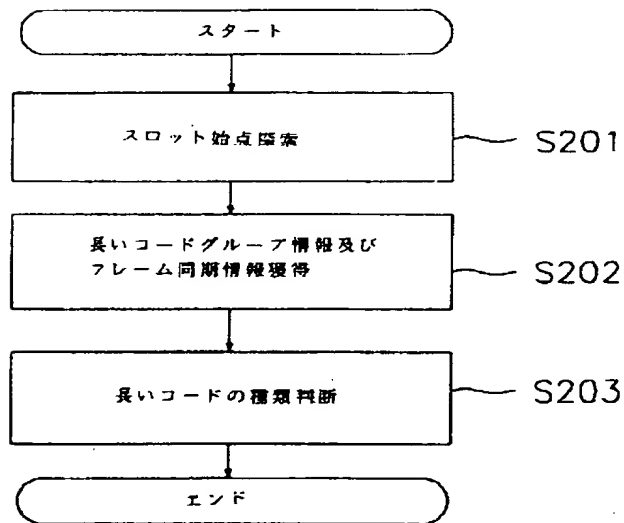 スタート
スロット始点探索
S201
長いコードグループ情報及び
フレーム同期情報獲得
S202
長いコードの種類判断
S203
エンド